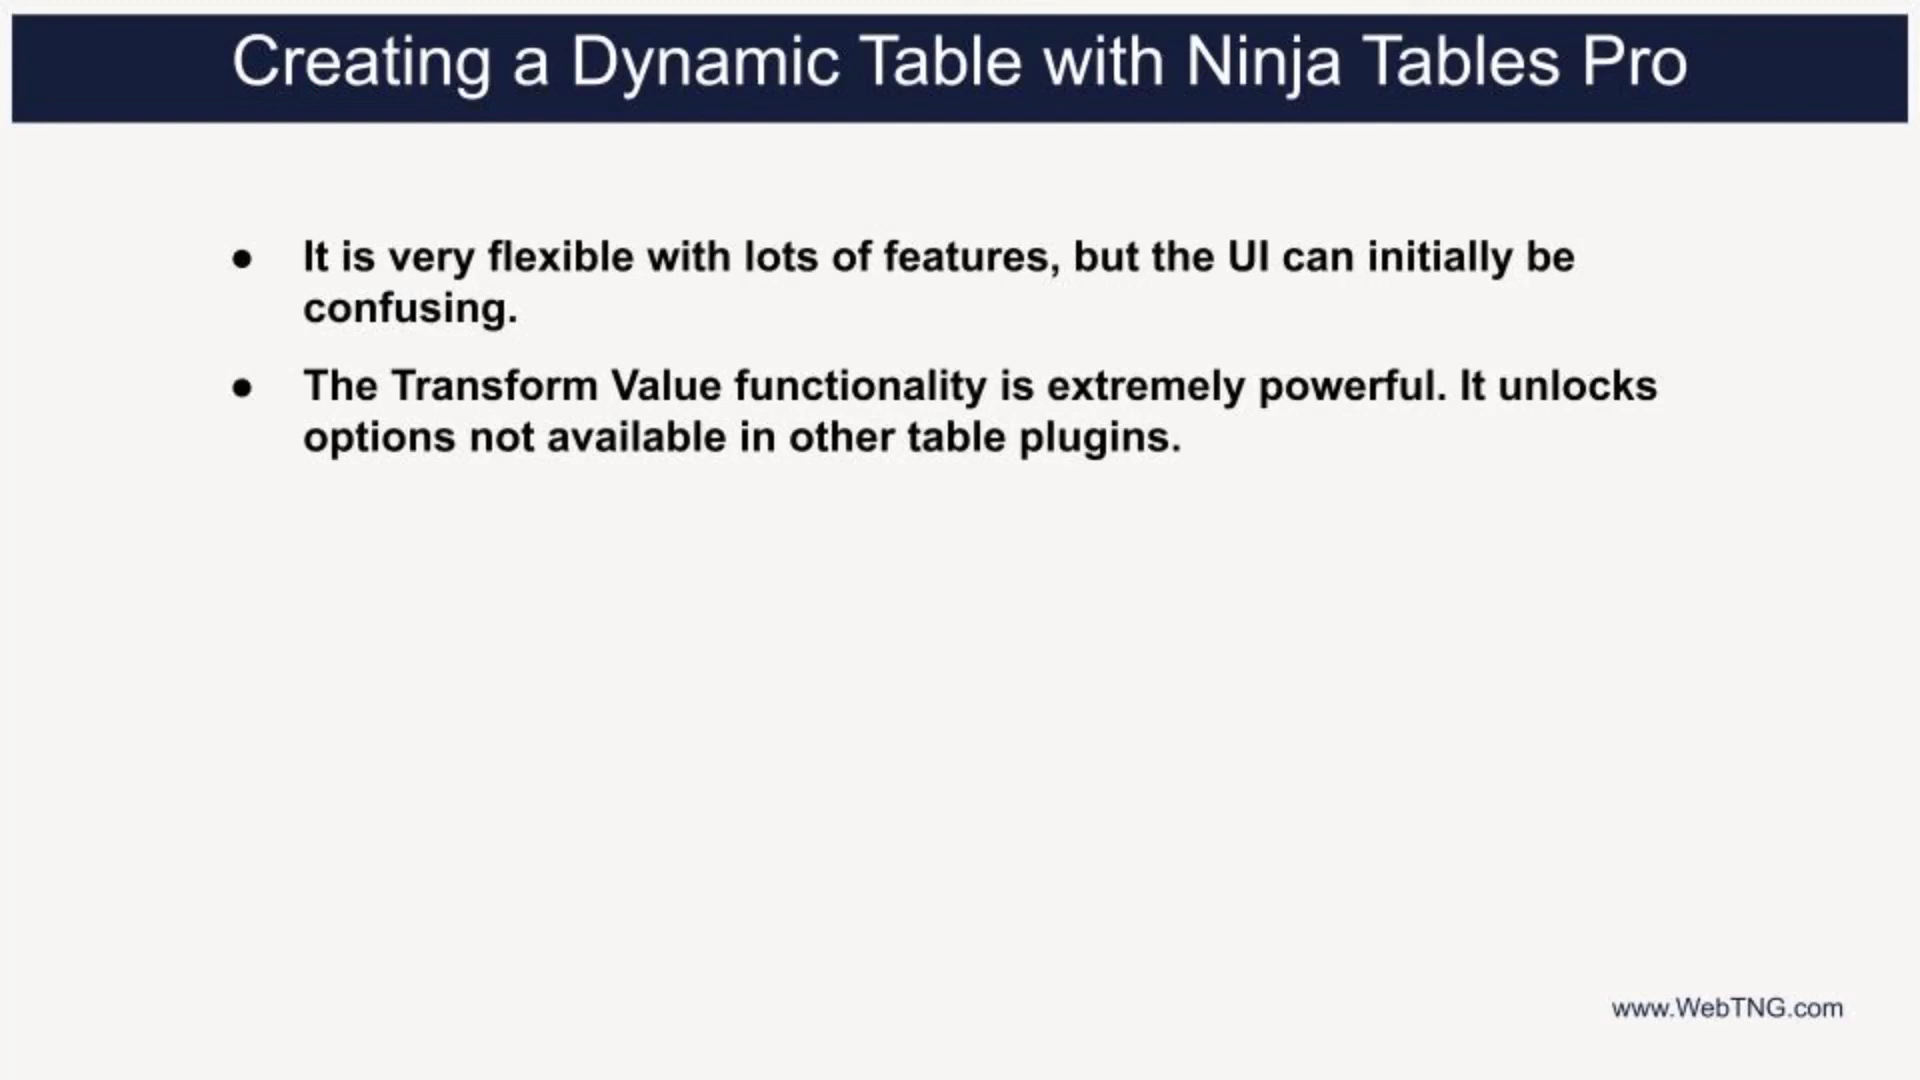 Creating a Dynamic Table with Ninja Tables Pro
● It is very flexible with lots of features, but the UI can initially be
confusing.
● The Transform Value functionality is extremely powerful. It unlocks
options not available in other table plugins.
www.WebTNG.com